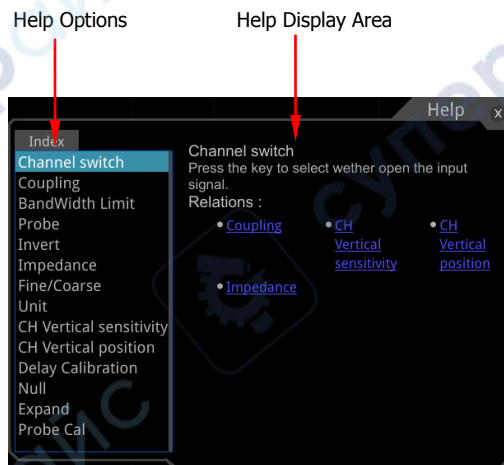 Help Options
Help Display Area
Help
x
Index
Channel switch
Coupling
BandWidth Limit
Probe
Invert
Impedance
Fine/Coarse
Unit
CH Vertical sensitivity
CH Vertical position
Delay Calibration
Null
Expand
Probe Cal
Channel switch
Press the key to select wether open the input
signal.
Relations :
• Coupling
• CH
Vertical
sensitivity
• CH
Vertical
position
• Impedance